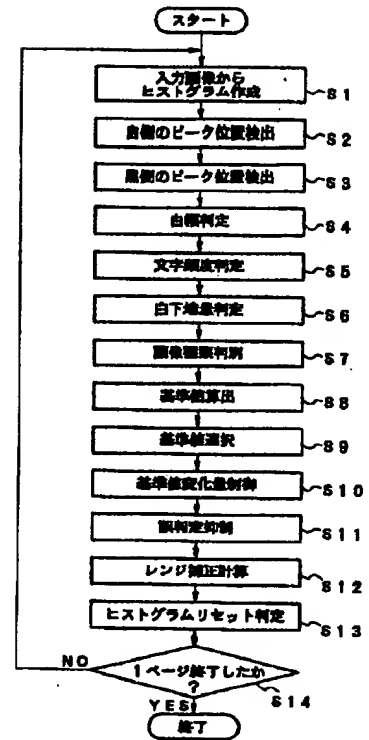 スタート
入力画像から
ヒストグラム作成
S1
白側のピーク位置検出
S2
黒側のピーク位置検出
S3
白幅判定
S4
文字頻度判定
S5
白下地量判定
S6
画像種類判別
S7
基準値算出
S8
基準値選択
S9
基準値変化量制御
S10
誤判定抑制
S11
レンジ補正計算
S12
ヒストグラムリセット判定
S13
1ページ終了したか
?
S14
NO
YES
終了